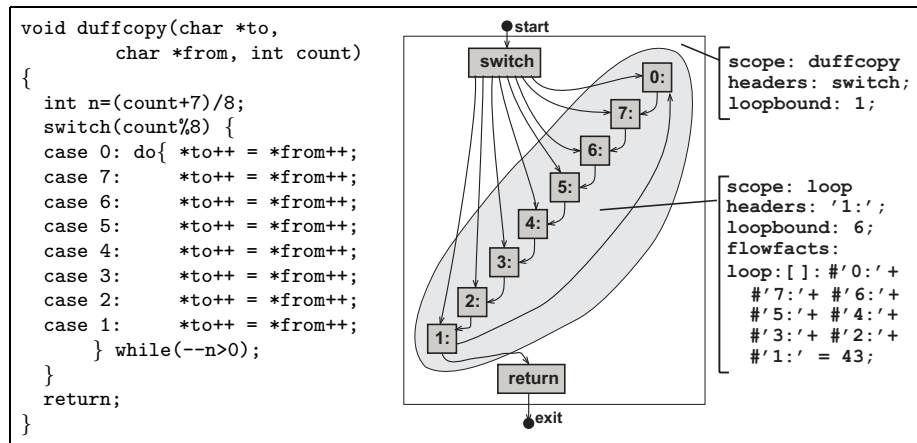 void duffcopy(char *to,
char *from, int count)
{
int n=(count+7)/8;
switch(count%8) {
case 0: do{ *to++ = *from++;
case 7: *to++ = *from++;
case 6: *to++ = *from++;
case 5: *to++ = *from++;
case 4: *to++ = *from++;
case 3: *to++ = *from++;
case 2: *to++ = *from++;
case 1: *to++ = *from++;
} while(--n>0);
}
return;
}
start
switch
0:
7:
6:
5:
4:
3:
2:
1:
return
exit
scope: duffcopy
headers: switch;
loopbound: 1;
scope: loop
headers: '1:';
loopbound: 6;
flowfacts:
loop:[]:#'0:'+
#'7:'+ #'6:'+
#'5:'+ #'4:'+
#'3:'+ #'2:'+
#'1:' = 43;